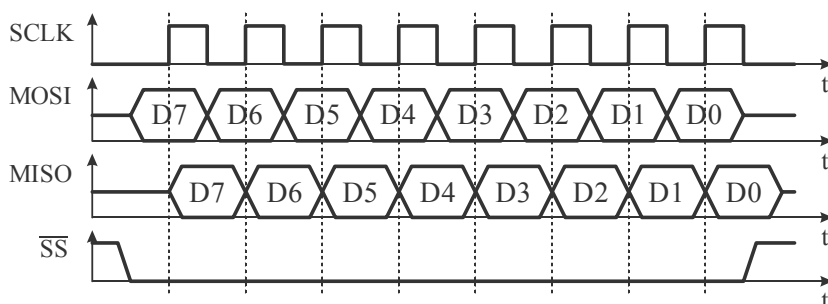 SCLK
t
MOSI
D7 D6 D5 D4 D3 D2 D1 D0
t
MISO
D7 D6 D5 D4 D3 D2 D1 D0
t
S̅S̅
t